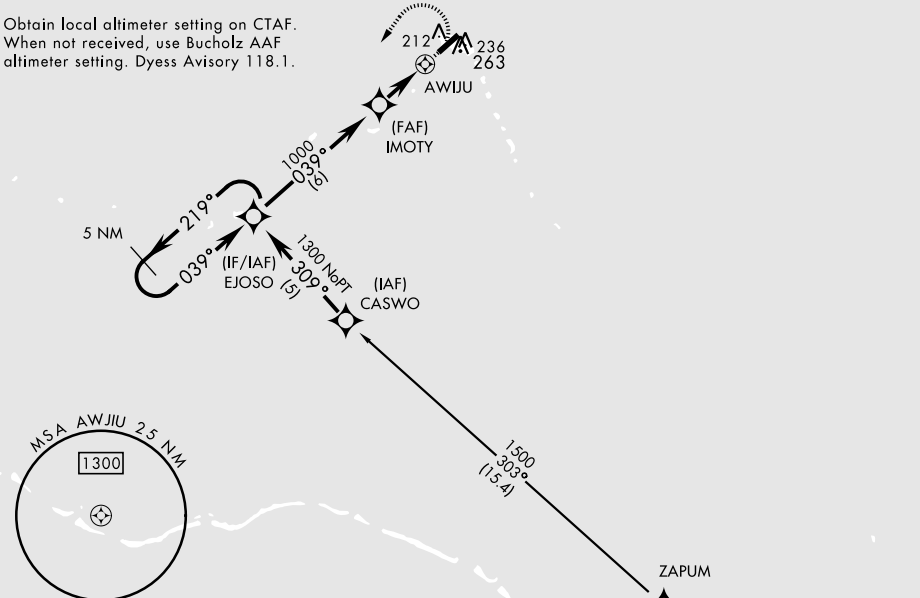 Obtain local altimeter setting on CTAF.
When not received, use Bucholz AAF
altimeter setting. Dyess Avisory 118.1.
212
236
263
AWIJU
(FAF)
IMOTY
1000
039°
(6)
219°
5 NM
039°
(IF/IAF)
EJOSO
1300 NoPT
309°
(5)
(IAF)
CASWO
MSA AWJIU 25 NM
1300
1500
303°
(15.4)
ZAPUM